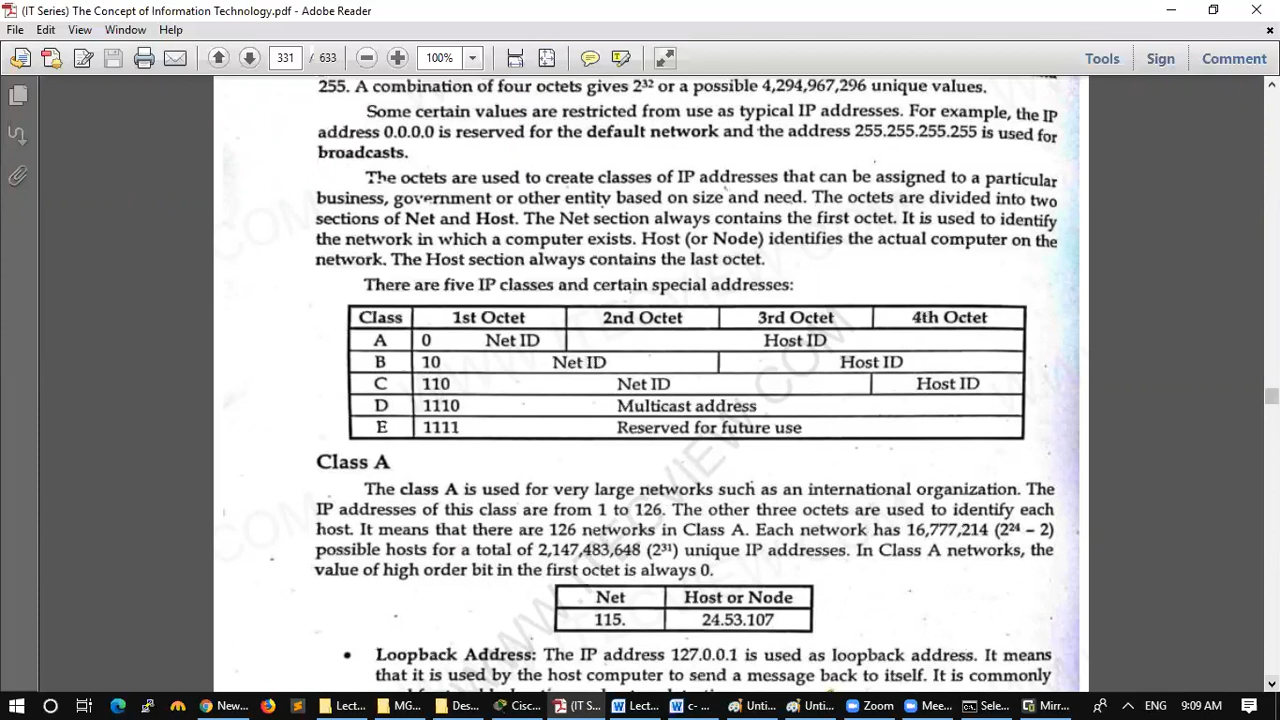 (IT Series) The Concept of Information Technology.pdf - Adobe Reader
File Edit View Window Help
331 / 633 100% Tools Sign Comment
255. A combination of four octets gives 2³² or a possible 4,294,967,296 unique values.
Some certain values are restricted from use as typical IP addresses. For example, the IP
address 0.0.0.0 is reserved for the default network and the address 255.255.255.255 is used for
broadcasts.
The octets are used to create classes of IP addresses that can be assigned to a particular
business, government or other entity based on size and need. The octets are divided into two
sections of Net and Host. The Net section always contains the first octet. It is used to identify
the network in which a computer exists. Host (or Node) identifies the actual computer on the
network. The Host section always contains the last octet.
There are five IP classes and certain special addresses:
Class 1st Octet 2nd Octet 3rd Octet 4th Octet
A 0 Net ID Host ID
B 10 Net ID Host ID
C 110 Net ID Host ID
D 1110 Multicast address
E 1111 Reserved for future use
Class A
The class A is used for very large networks such as an international organization. The
IP addresses of this class are from 1 to 126. The other three octets are used to identify each
host. It means that there are 126 networks in Class A. Each network has 16,777,214 (2²⁴ – 2)
possible hosts for a total of 2,147,483,648 (2³¹) unique IP addresses. In Class A networks, the
value of high order bit in the first octet is always 0.
Net Host or Node
115. 24.53.107
• Loopback Address: The IP address 127.0.0.1 is used as loopback address. It means
that it is used by the host computer to send a message back to itself. It is commonly
New... Lect... MG... Des... Cisc... (IT S... Lect... c- ... Unti... Unti... Zoom Mee... Sele... Mirr... ENG 9:09 AM